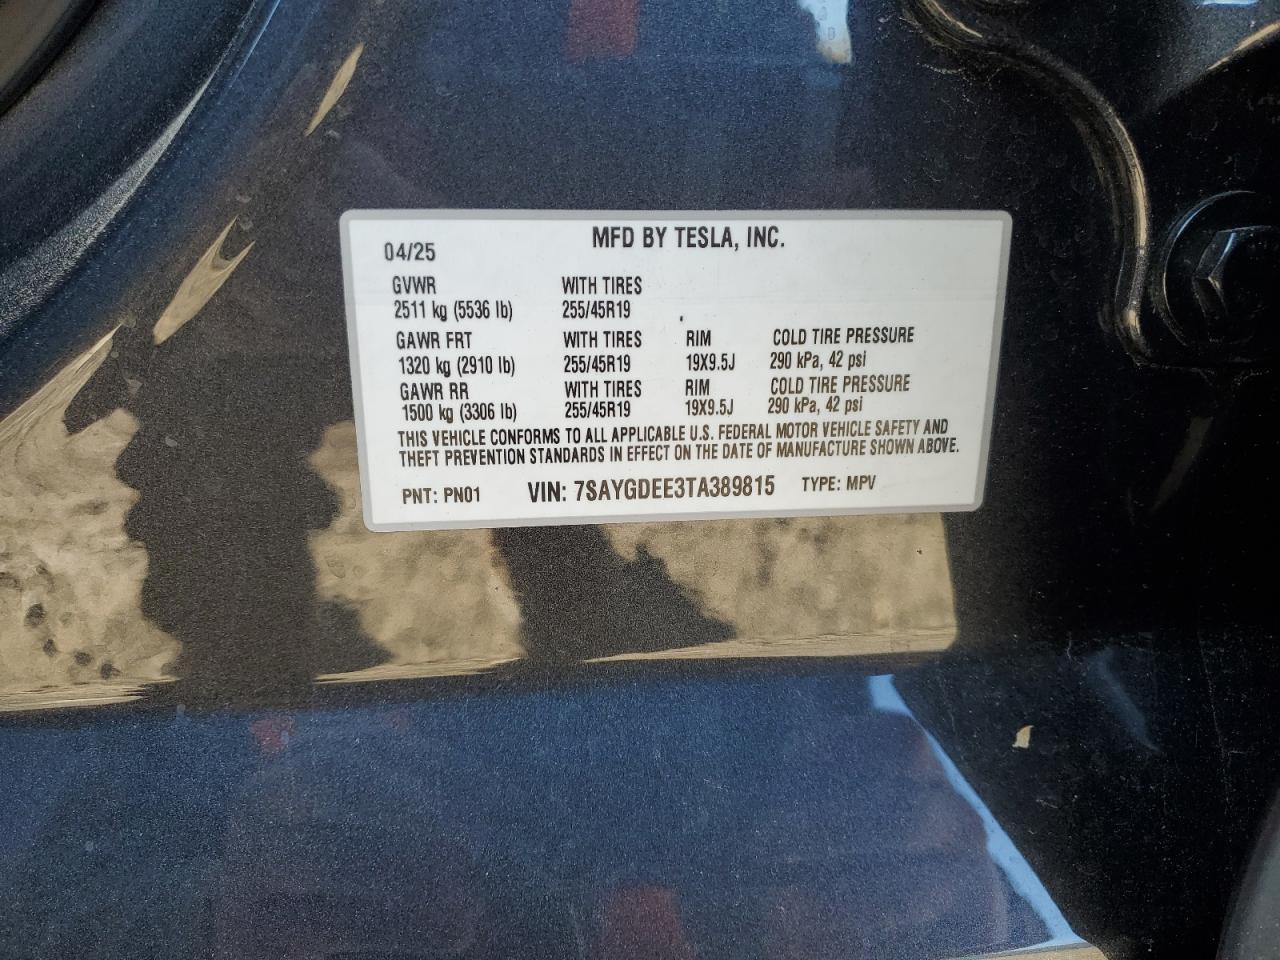 04/25 MFD BY TESLA, INC.
GVWR WITH TIRES
2511 kg (5536 lb) 255/45R19
GAWR FRT WITH TIRES RIM COLD TIRE PRESSURE
1320 kg (2910 lb) 255/45R19 19X9.5J 290 kPa, 42 psi
GAWR RR WITH TIRES RIM COLD TIRE PRESSURE
1500 kg (3306 lb) 255/45R19 19X9.5J 290 kPa, 42 psi
THIS VEHICLE CONFORMS TO ALL APPLICABLE U.S. FEDERAL MOTOR VEHICLE SAFETY AND
THEFT PREVENTION STANDARDS IN EFFECT ON THE DATE OF MANUFACTURE SHOWN ABOVE.
PNT: PN01 VIN: 7SAYGDEE3TA389815 TYPE: MPV